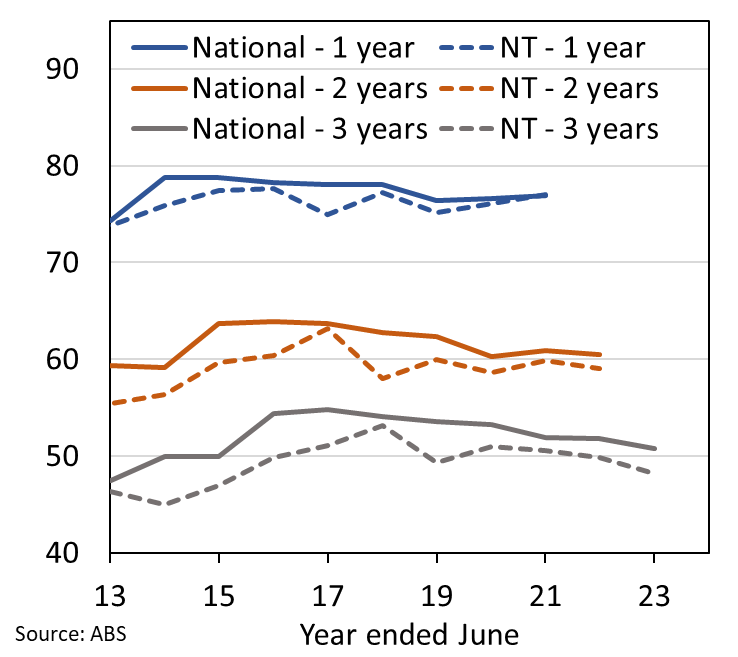 National - 1 year NT - 1 year
National - 2 years NT - 2 years
National - 3 years NT - 3 years
90
80
70
60
50
40
13 15 17 19 21 23
Source: ABS Year ended June